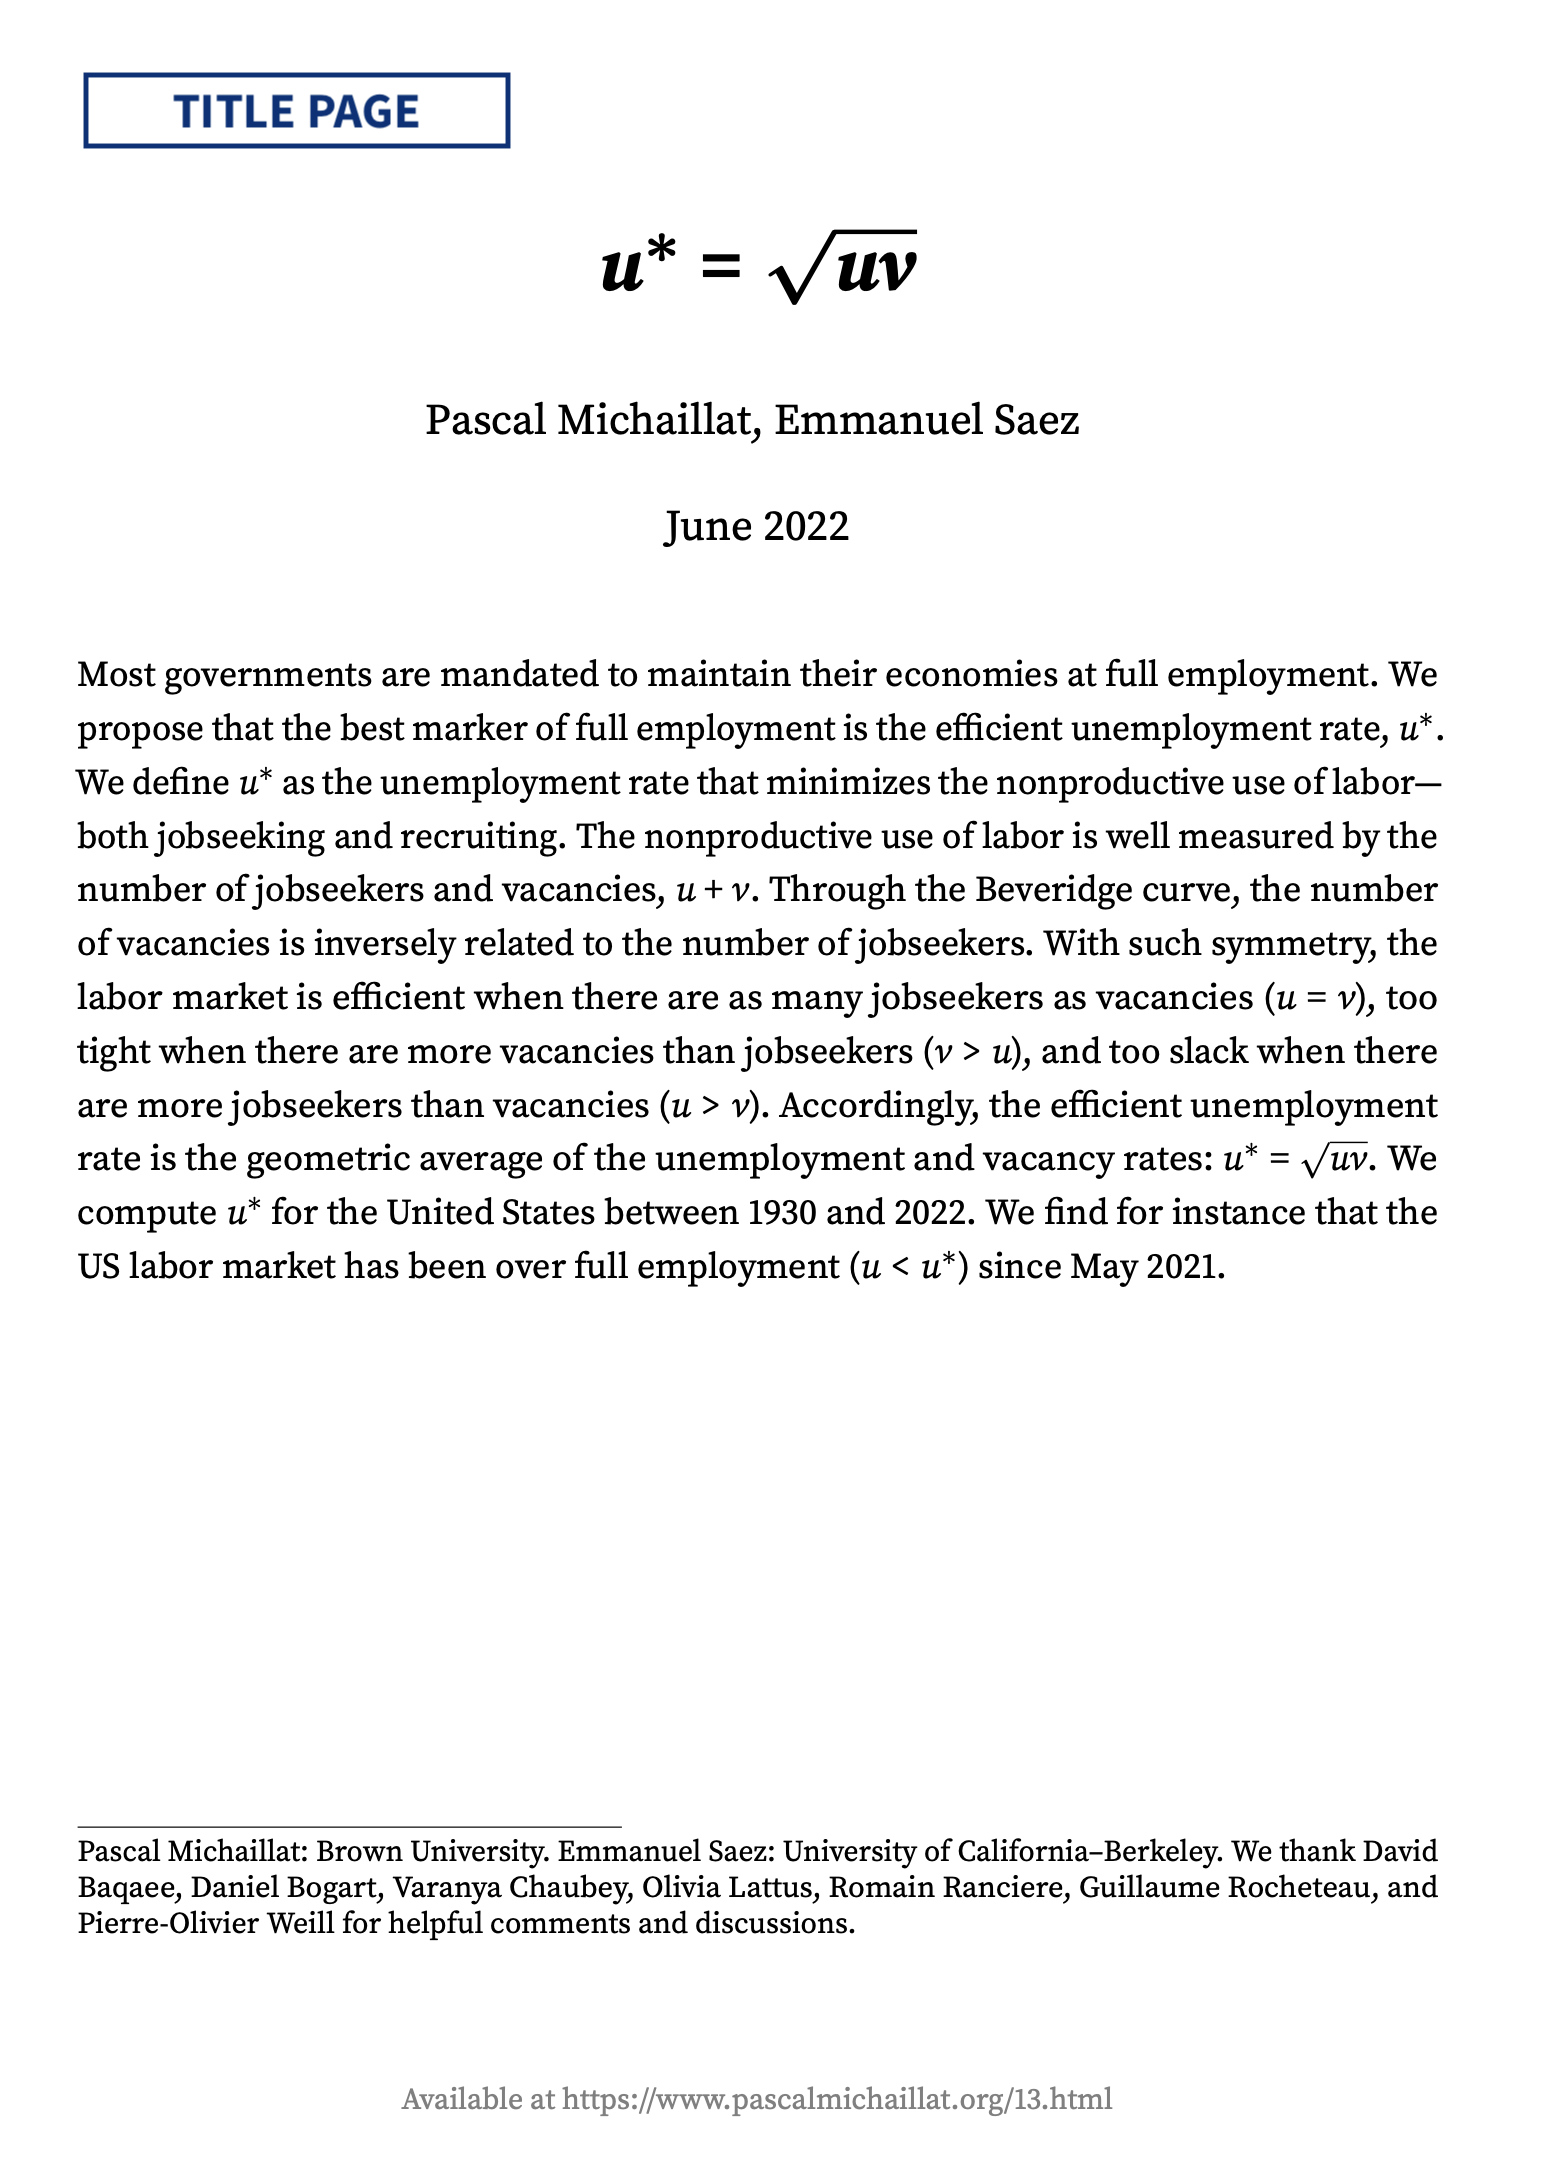 TITLE PAGE
u* = √uv
Pascal Michaillat, Emmanuel Saez
June 2022
Most governments are mandated to maintain their economies at full employment. We
propose that the best marker of full employment is the efficient unemployment rate, u*.
We define u* as the unemployment rate that minimizes the nonproductive use of labor—
both jobseeking and recruiting. The nonproductive use of labor is well measured by the
number of jobseekers and vacancies, u + v. Through the Beveridge curve, the number
of vacancies is inversely related to the number of jobseekers. With such symmetry, the
labor market is efficient when there are as many jobseekers as vacancies (u = v), too
tight when there are more vacancies than jobseekers (v > u), and too slack when there
are more jobseekers than vacancies (u > v). Accordingly, the efficient unemployment
rate is the geometric average of the unemployment and vacancy rates: u* = √uv. We
compute u* for the United States between 1930 and 2022. We find for instance that the
US labor market has been over full employment (u < u*) since May 2021.
Pascal Michaillat: Brown University. Emmanuel Saez: University of California–Berkeley. We thank David
Baqaee, Daniel Bogart, Varanya Chaubey, Olivia Lattus, Romain Ranciere, Guillaume Rocheteau, and
Pierre-Olivier Weill for helpful comments and discussions.
Available at https://www.pascalmichaillat.org/13.html